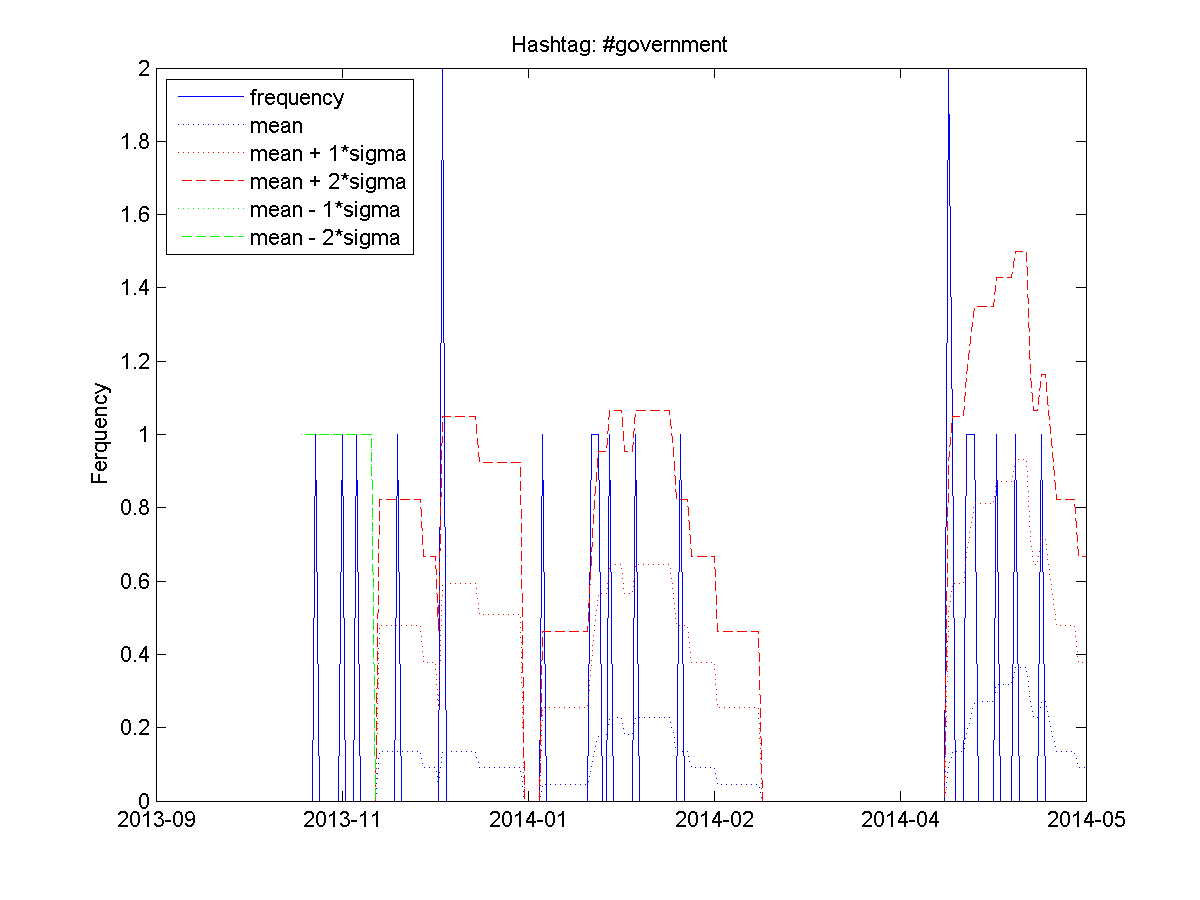 Hashtag: #government
2
1.8
1.6
1.4
1.2
1
0.8
0.6
0.4
0.2
0
Ferquency
frequency
mean
mean + 1*sigma
mean + 2*sigma
mean - 1*sigma
mean - 2*sigma
2013-09 2013-11 2014-01 2014-02 2014-04 2014-05